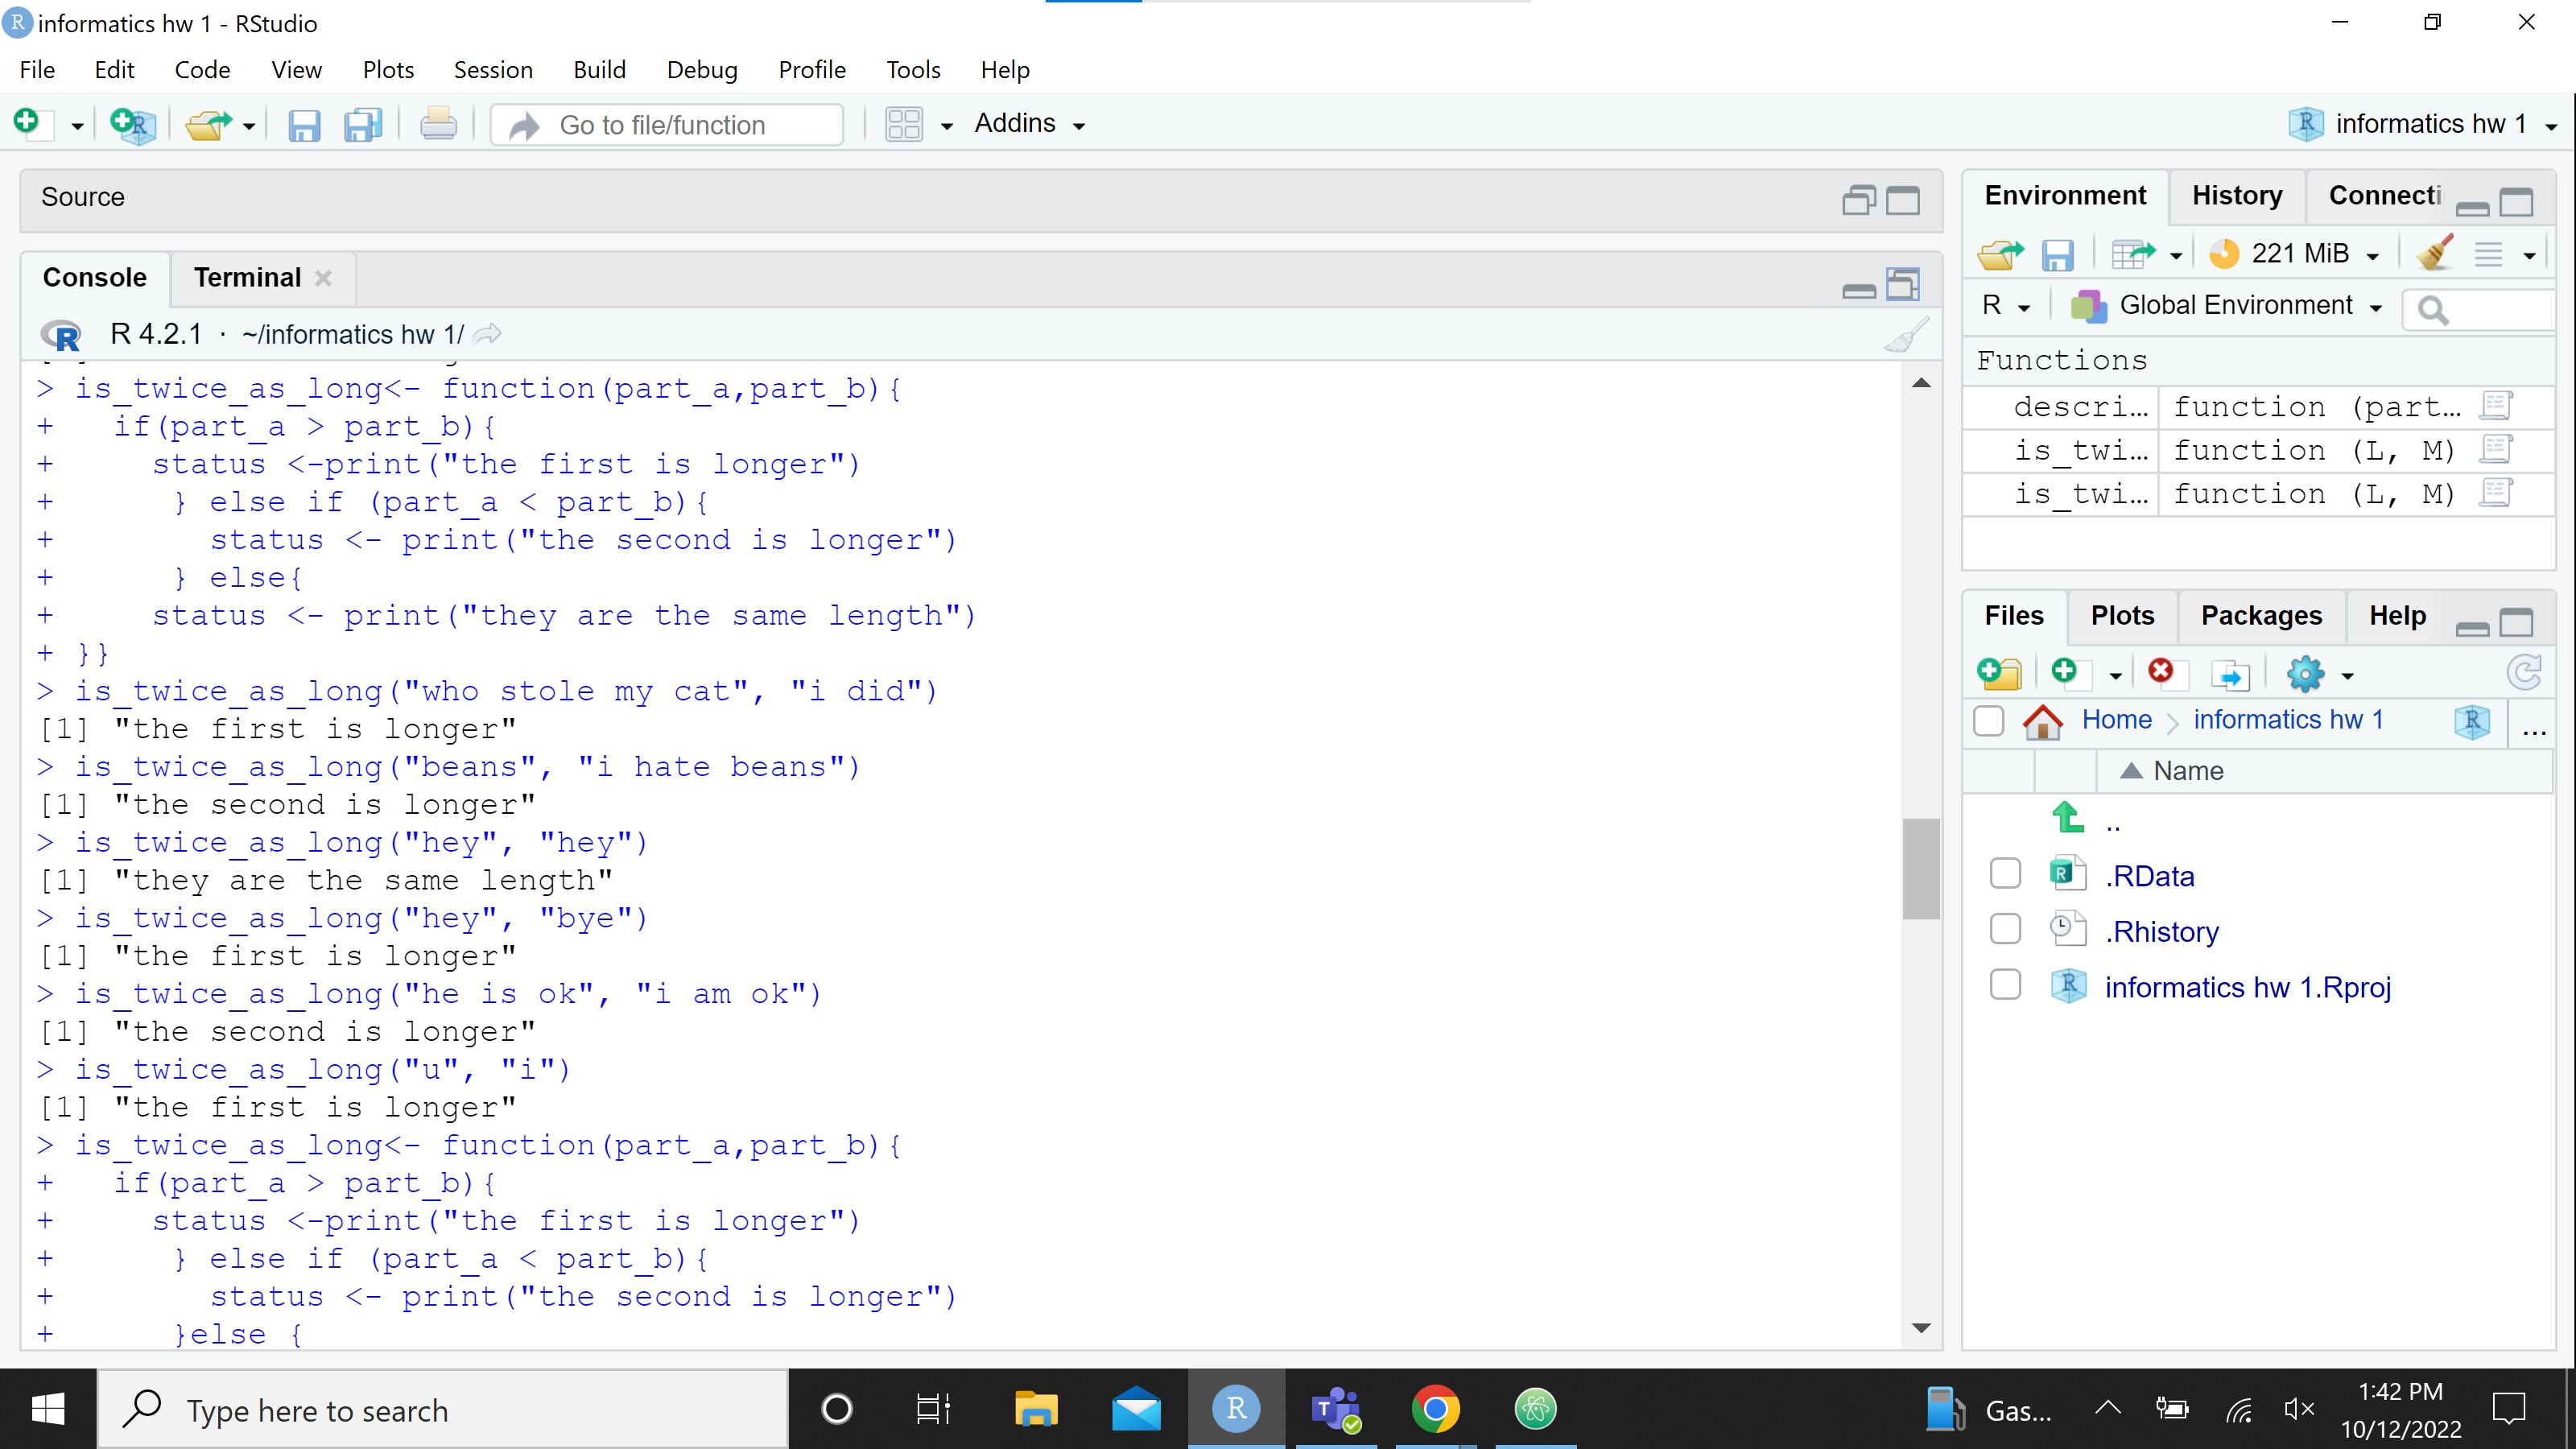 informatics hw 1 - RStudio
File Edit Code View Plots Session Build Debug Profile Tools Help
Go to file/function Addins informatics hw 1
Source
Console Terminal
R 4.2.1 · ~/informatics hw 1/
> is_twice_as_long<- function(part_a,part_b){
+   if(part_a > part_b){
+     status <-print("the first is longer")
+      } else if (part_a < part_b){
+        status <- print("the second is longer")
+      } else{
+     status <- print("they are the same length")
+ }}
> is_twice_as_long("who stole my cat", "i did")
[1] "the first is longer"
> is_twice_as_long("beans", "i hate beans")
[1] "the second is longer"
> is_twice_as_long("hey", "hey")
[1] "they are the same length"
> is_twice_as_long("hey", "bye")
[1] "the first is longer"
> is_twice_as_long("he is ok", "i am ok")
[1] "the second is longer"
> is_twice_as_long("u", "i")
[1] "the first is longer"
> is_twice_as_long<- function(part_a,part_b){
+   if(part_a > part_b){
+     status <-print("the first is longer")
+      } else if (part_a < part_b){
+        status <- print("the second is longer")
+      }else {
Environment History Connecti
221 MiB
R Global Environment
Functions
descri… function (part…
is_twi… function (L, M)
is_twi… function (L, M)
Files Plots Packages Help
Home informatics hw 1 ...
Name
..
.RData
.Rhistory
informatics hw 1.Rproj
Type here to search
Gas...
1:42 PM
10/12/2022